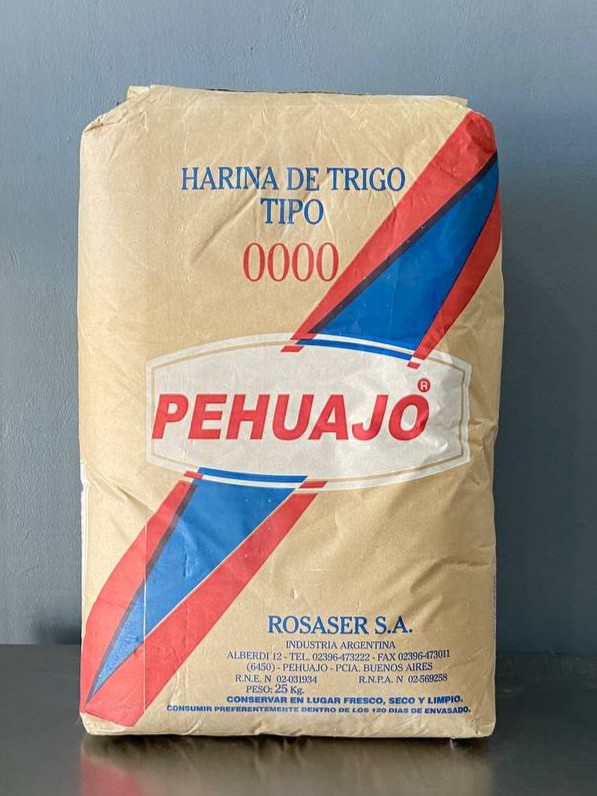 HARINA DE TRIGO
TIPO
0000
PEHUAJÓ®
ROSASER S.A.
INDUSTRIA ARGENTINA
ALBERDI 12 - TEL. 02396-473222 - FAX 02396-473011
(6450) - PEHUAJO - PCIA. BUENOS AIRES
R.N.E. N 02-031934 R.N.P.A. N 02-569258
PESO: 25 Kg.
CONSERVAR EN LUGAR FRESCO, SECO Y LIMPIO.
CONSUMIR PREFERENTEMENTE DENTRO DE LOS 120 DIAS DE ENVASADO.